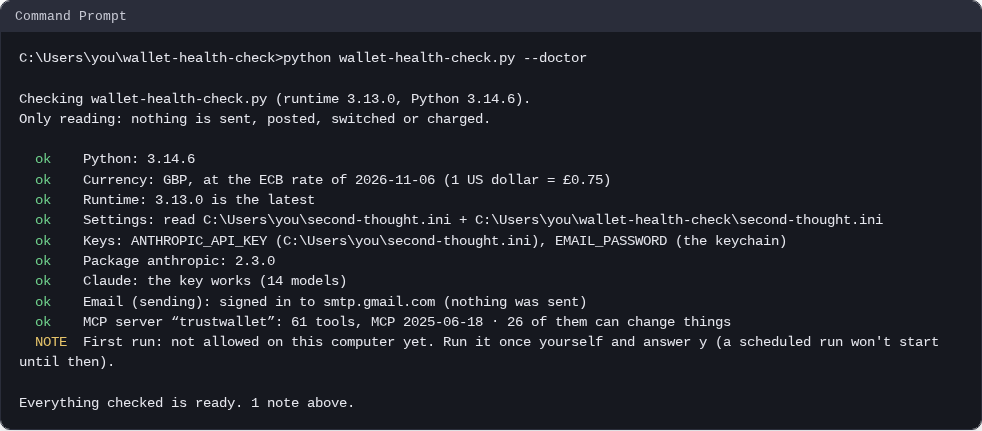 Command Prompt
C:\Users\you\wallet-health-check>python wallet-health-check.py --doctor
Checking wallet-health-check.py (runtime 3.13.0, Python 3.14.6).
Only reading: nothing is sent, posted, switched or charged.
ok Python: 3.14.6
ok Currency: GBP, at the ECB rate of 2026-11-06 (1 US dollar = £0.75)
ok Runtime: 3.13.0 is the latest
ok Settings: read C:\Users\you\second-thought.ini + C:\Users\you\wallet-health-check\second-thought.ini
ok Keys: ANTHROPIC_API_KEY (C:\Users\you\second-thought.ini), EMAIL_PASSWORD (the keychain)
ok Package anthropic: 2.3.0
ok Claude: the key works (14 models)
ok Email (sending): signed in to smtp.gmail.com (nothing was sent)
ok MCP server “trustwallet”: 61 tools, MCP 2025-06-18 · 26 of them can change things
NOTE First run: not allowed on this computer yet. Run it once yourself and answer y (a scheduled run won't start
until then).
Everything checked is ready. 1 note above.